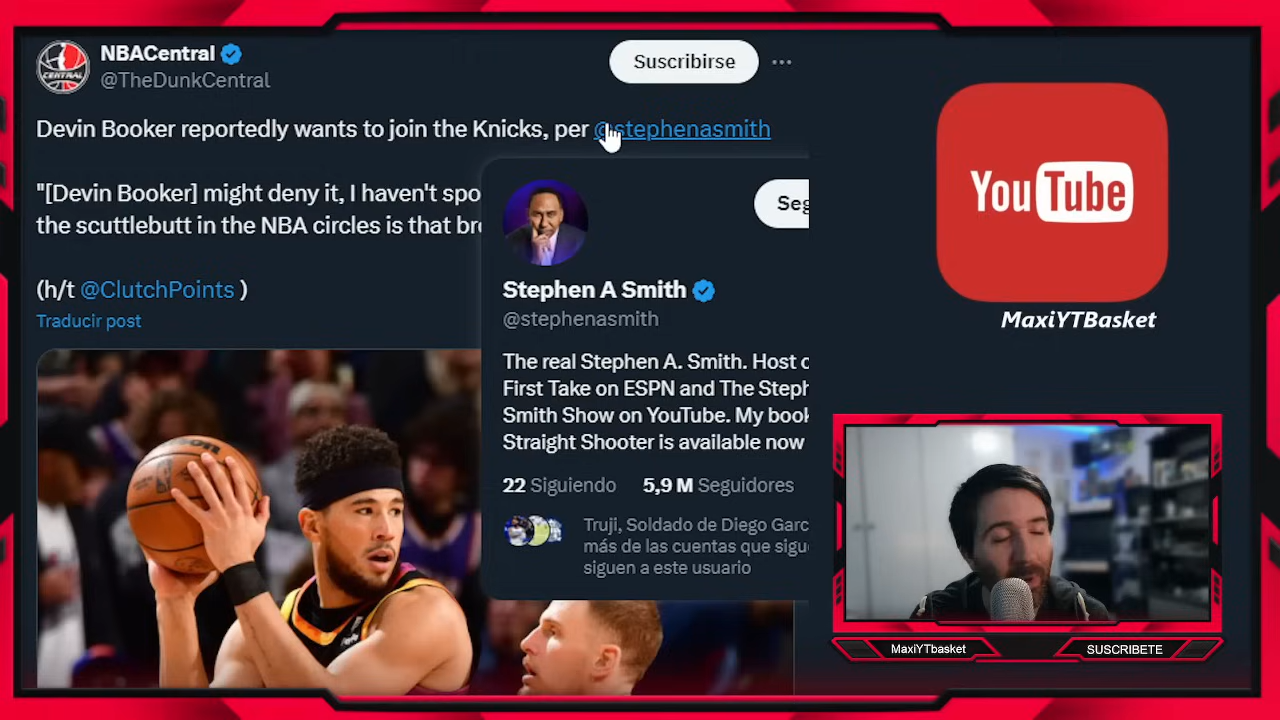 NBACentral
@TheDunkCentral
Suscribirse
Devin Booker reportedly wants to join the Knicks, per @stephenasmith
"[Devin Booker] might deny it, I haven't spo
the scuttlebutt in the NBA circles is that bro
(h/t @ClutchPoints )
Traducir post
Seg
Stephen A Smith
@stephenasmith
The real Stephen A. Smith. Host o
First Take on ESPN and The Steph
Smith Show on YouTube. My book
Straight Shooter is available now
22 Siguiendo 5,9 M Seguidores
Truji, Soldado de Diego Garc
más de las cuentas que sigue
siguen a este usuario
CENTRAL
YouTube
MaxiYTBasket
MaxiYTbasket
SUSCRIBETE